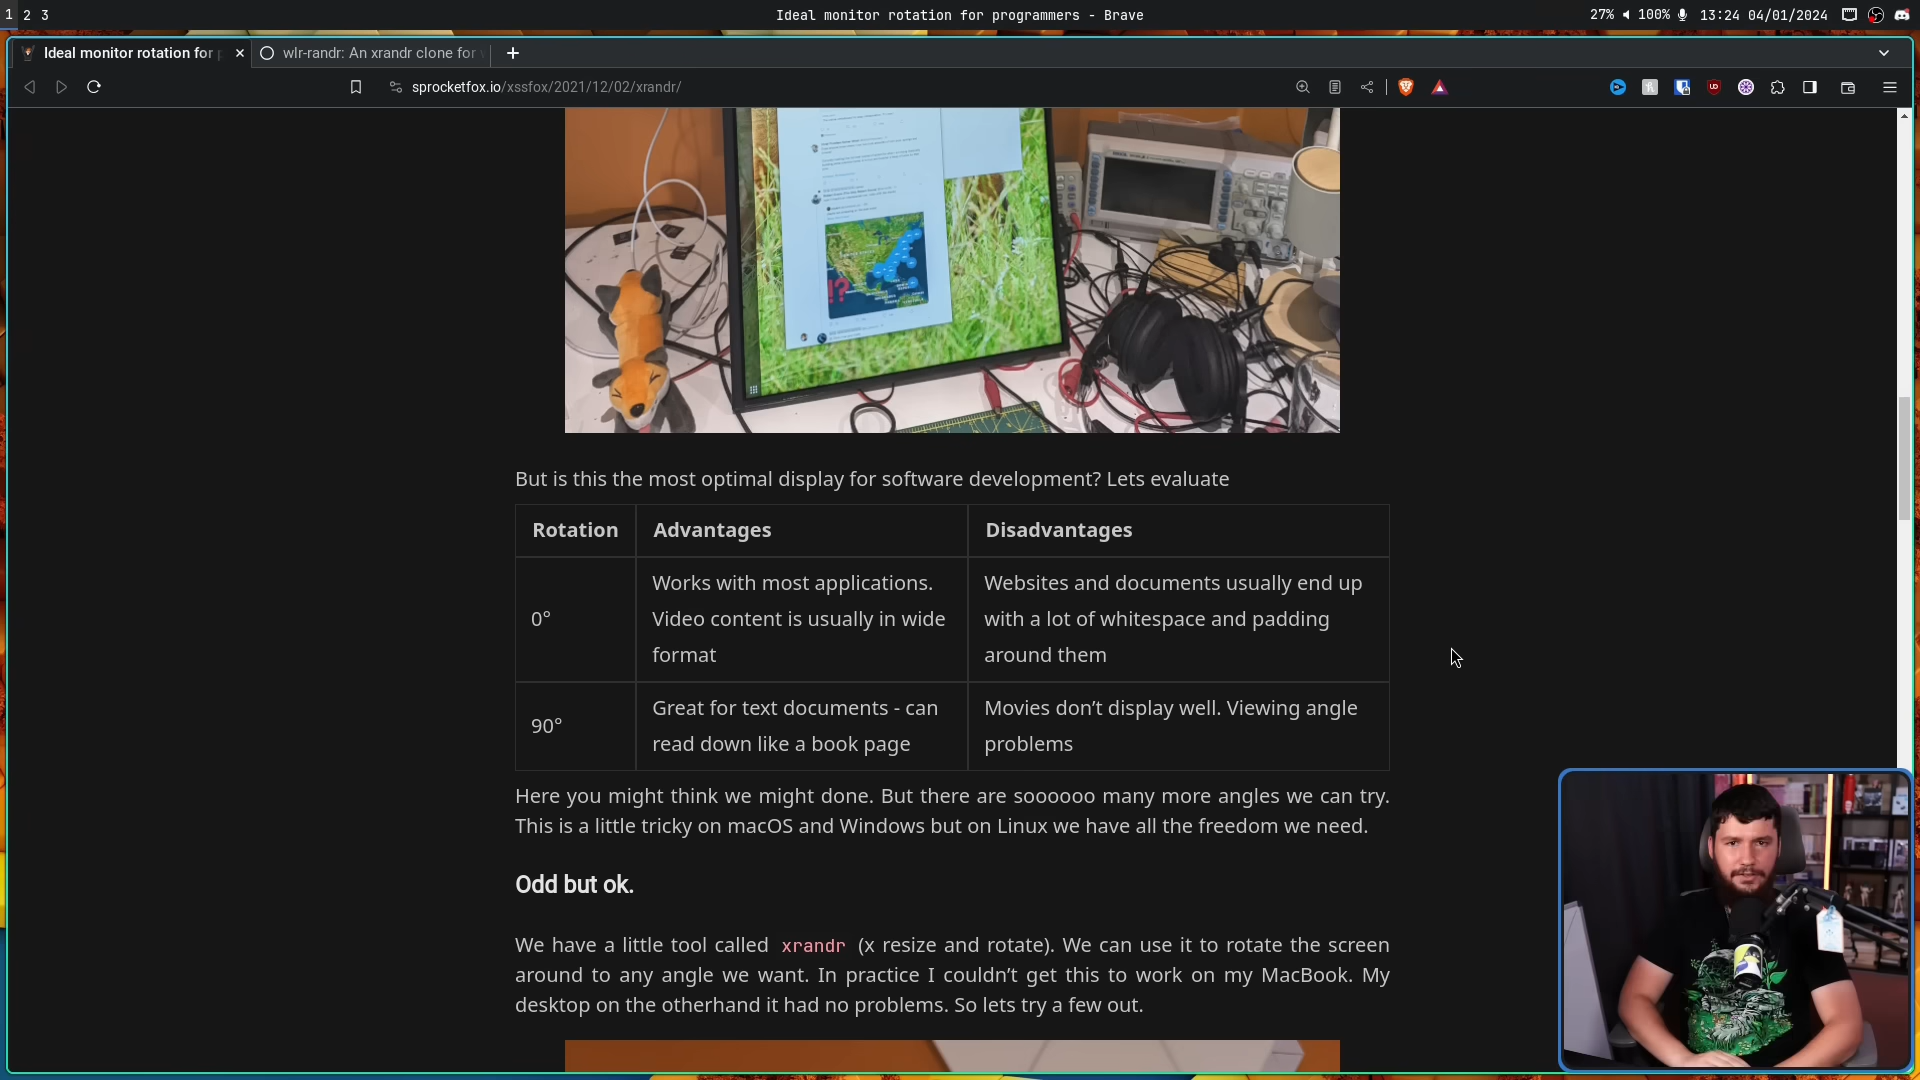 1 2 3
Ideal monitor rotation for programmers - Brave
27% 100% 13:24 04/01/2024
Ideal monitor rotation for
wlr-randr: An xrandr clone for
sprocketfox.io/xssfox/2021/12/02/xrandr/
!?
But is this the most optimal display for software development? Lets evaluate
Rotation Advantages Disadvantages
Works with most applications. Websites and documents usually end up
0° Video content is usually in wide with a lot of whitespace and padding
format around them
Great for text documents - can Movies don’t display well. Viewing angle
90° read down like a book page problems
Here you might think we might done. But there are soooooo many more angles we can try.
This is a little tricky on macOS and Windows but on Linux we have all the freedom we need.
Odd but ok.
We have a little tool called xrandr (x resize and rotate). We can use it to rotate the screen
around to any angle we want. In practice I couldn’t get this to work on my MacBook. My
desktop on the otherhand it had no problems. So lets try a few out.